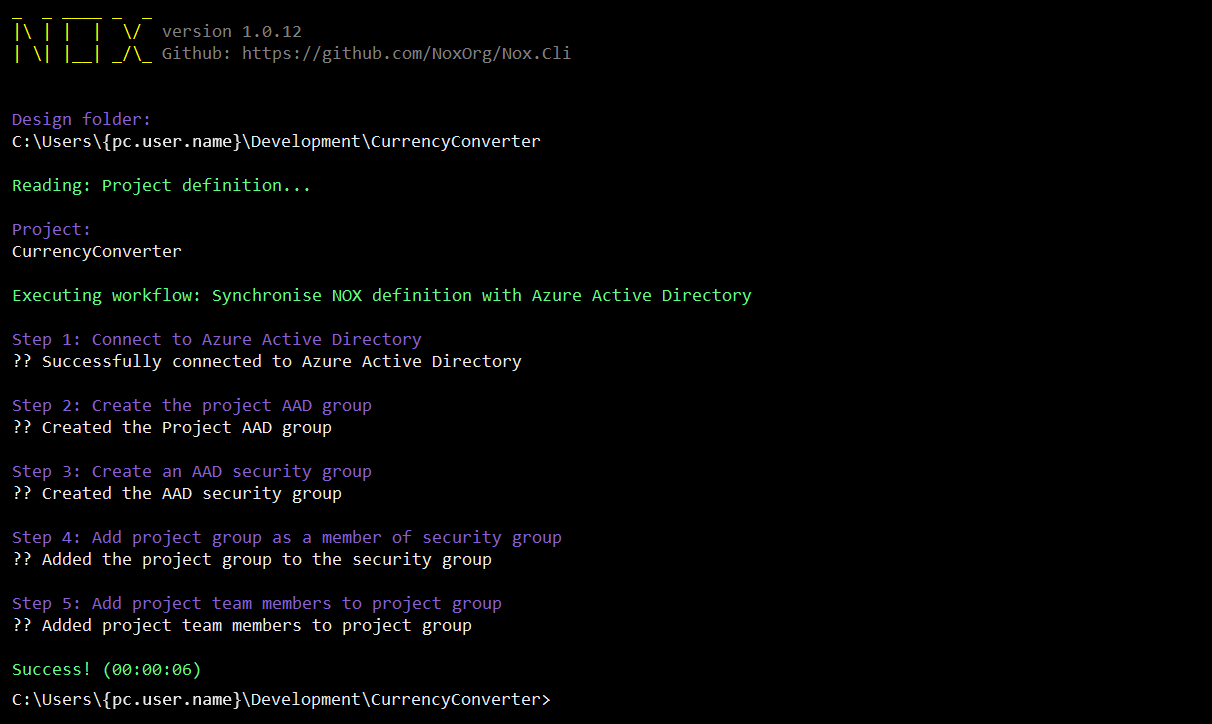 NOX
version 1.0.12
Github: https://github.com/NoxOrg/Nox.Cli
Design folder:
C:\Users\{pc.user.name}\Development\CurrencyConverter
Reading: Project definition...
Project:
CurrencyConverter
Executing workflow: Synchronise NOX definition with Azure Active Directory
Step 1: Connect to Azure Active Directory
?? Successfully connected to Azure Active Directory
Step 2: Create the project AAD group
?? Created the Project AAD group
Step 3: Create an AAD security group
?? Created the AAD security group
Step 4: Add project group as a member of security group
?? Added the project group to the security group
Step 5: Add project team members to project group
?? Added project team members to project group
Success! (00:00:06)
C:\Users\{pc.user.name}\Development\CurrencyConverter>